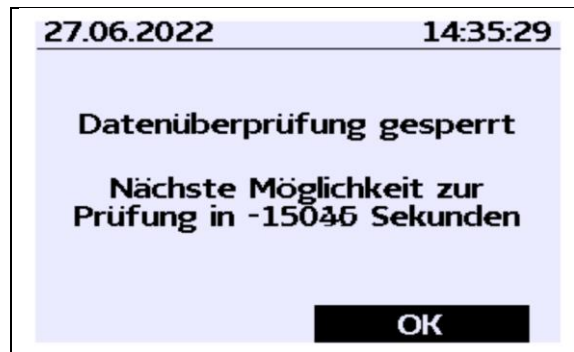 27.06.2022 14:35:29
Datenüberprüfung gesperrt
Nächste Möglichkeit zur
Prüfung in Sekunden
OK